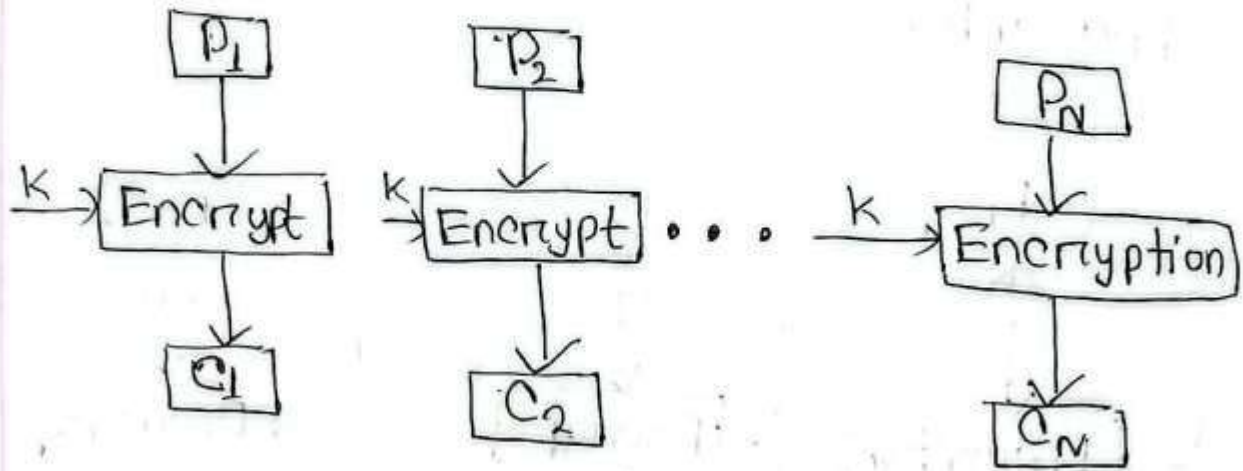 P1 P2 PN
K Encrypt K Encrypt ... K Encryption
C1 C2 CN